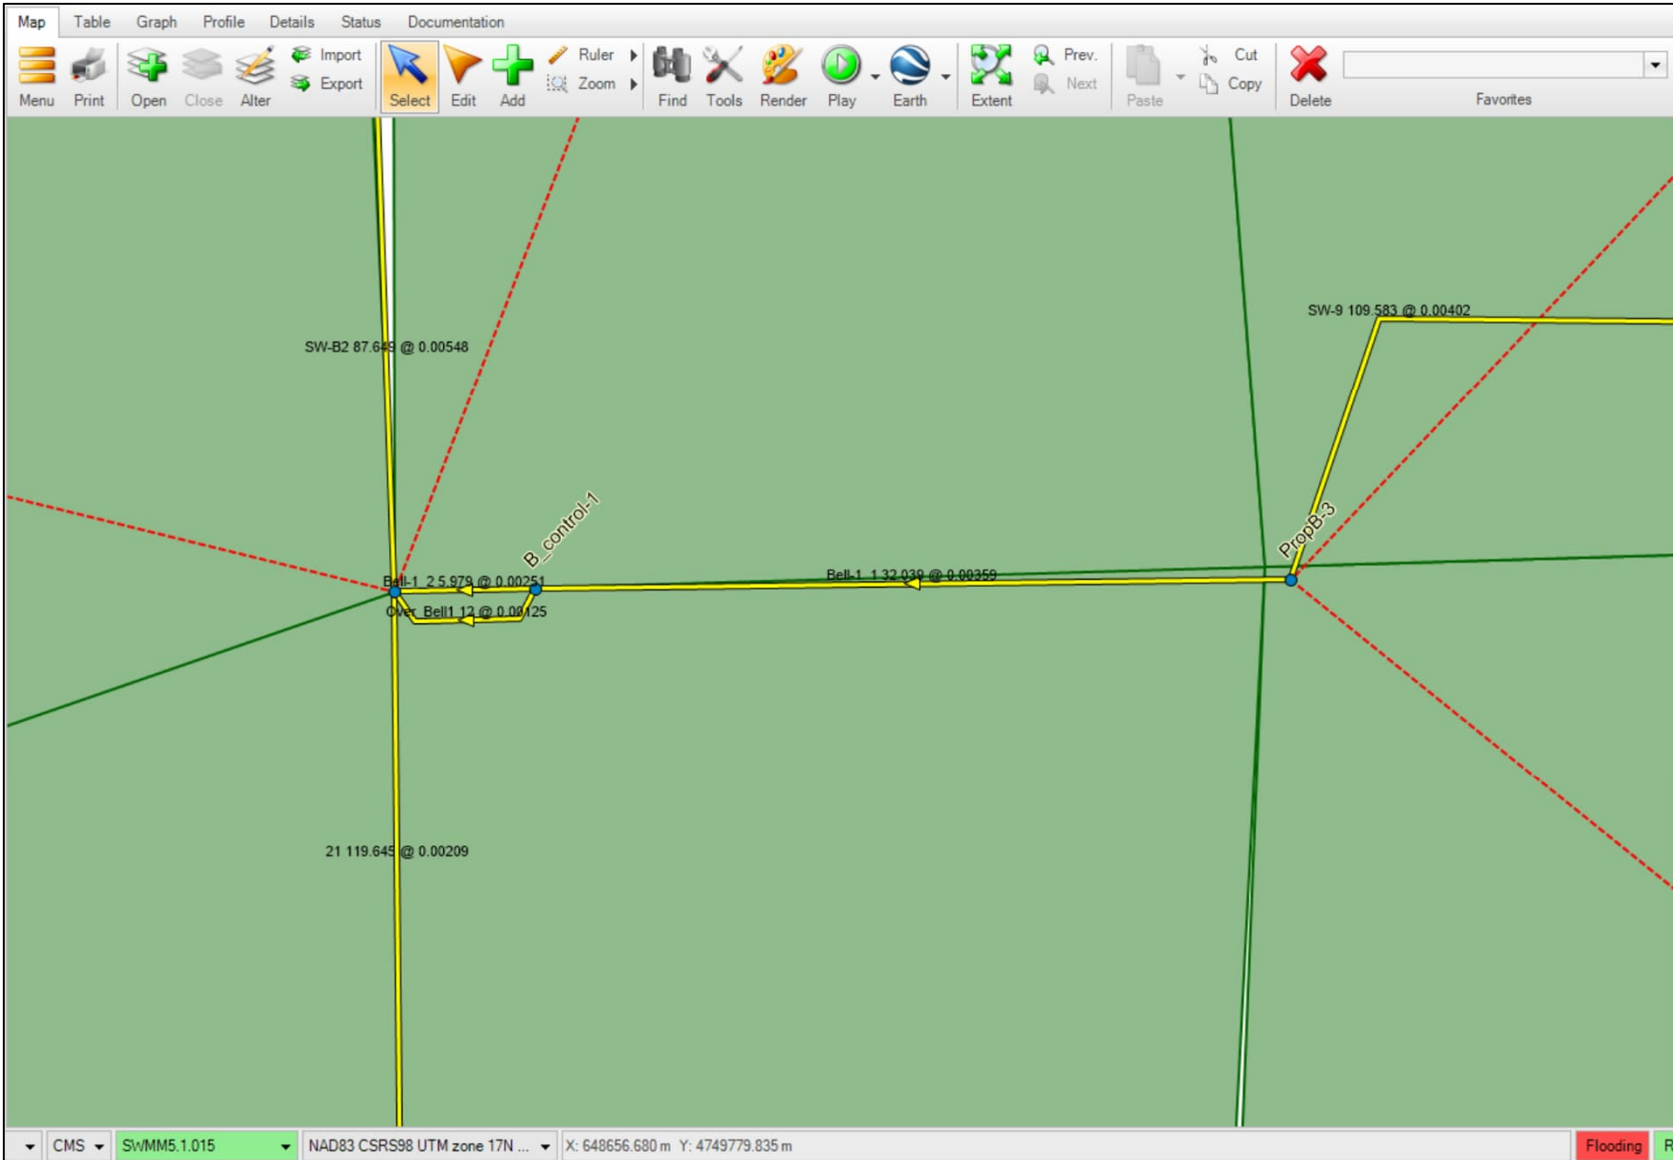 Map Table Graph Profile Details Status Documentation
Import Ruler Prev. Cut
Export Zoom Next Copy
Menu Print Open Close Alter Select Edit Add Find Tools Render Play Earth Extent Paste Delete Favorites
SW-9 109.583 @ 0.00402
SW-B2 87.649 @ 0.00548
B_control-1
PropB-3
Bell-1_2 5.979 @ 0.00251
Bell-1_1 32.039 @ 0.00359
Over_Bell1 12 @ 0.00125
21 119.645 @ 0.00209
CMS SWMM5.1.015 NAD83 CSRS98 UTM zone 17N ... X: 648656.680 m Y: 4749779.835 m Flooding R